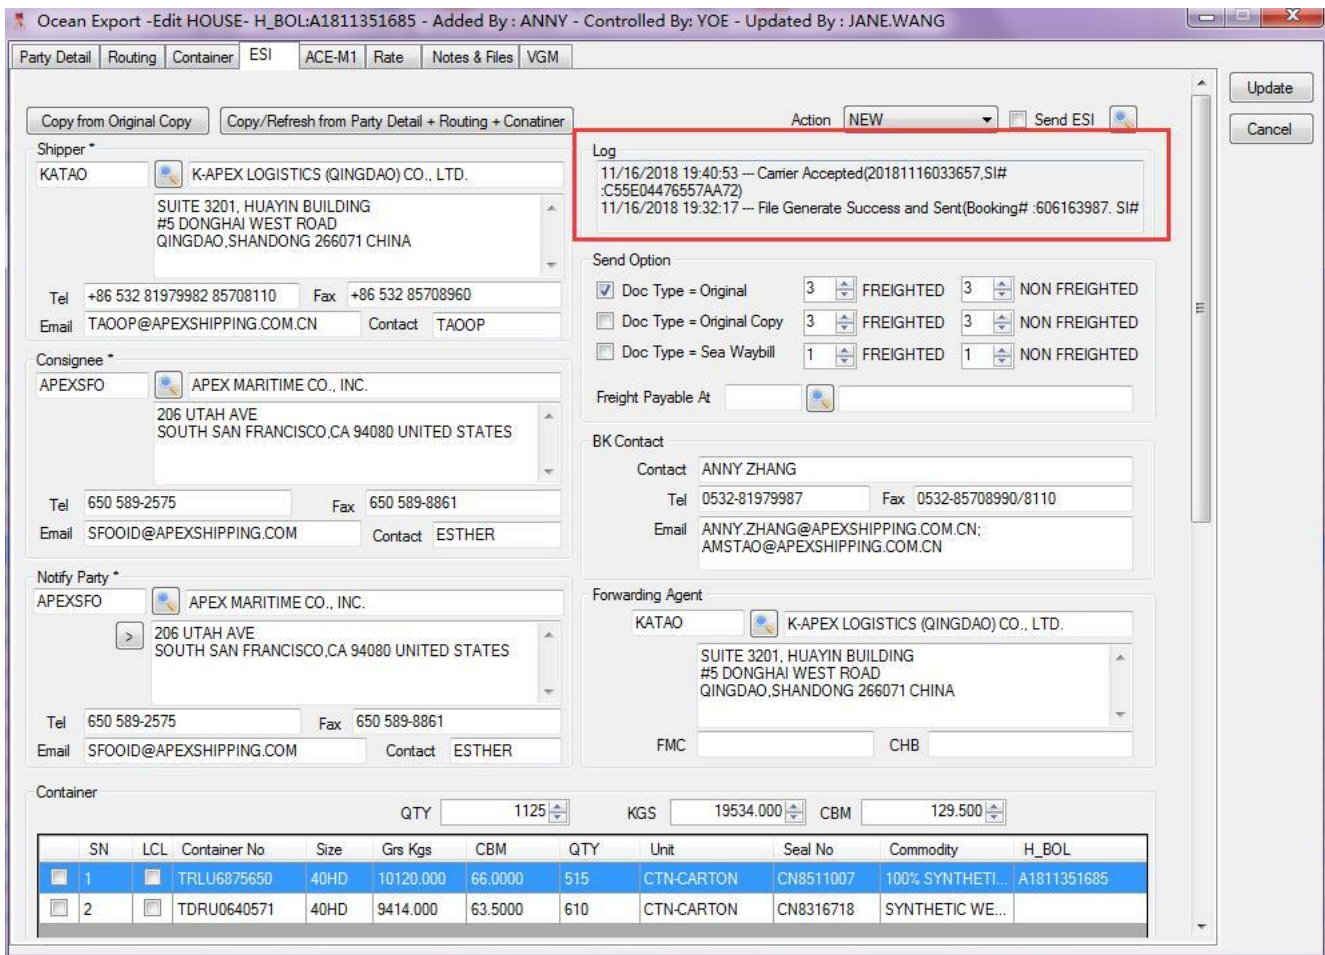 Ocean Export -Edit HOUSE- H_BOL:A1811351685 - Added By : ANNY - Controlled By: YOE - Updated By : JANE.WANG
Party Detail Routing Container ESI ACE-M1 Rate Notes & Files VGM
Update
Cancel
Copy from Original Copy Copy/Refresh from Party Detail + Routing + Conatiner
Action NEW Send ESI
Shipper *
KATAO K-APEX LOGISTICS (QINGDAO) CO., LTD.
SUITE 3201, HUAYIN BUILDING
#5 DONGHAI WEST ROAD
QINGDAO,SHANDONG 266071 CHINA
Tel +86 532 81979982 85708110 Fax +86 532 85708960
Email TAOOP@APEXSHIPPING.COM.CN Contact TAOOP
Log
11/16/2018 19:40:53 --- Carrier Accepted(20181116033657,SI#
:C55E04476557AA72)
11/16/2018 19:32:17 --- File Generate Success and Sent(Booking# :606163987. SI#
Send Option
Doc Type = Original 3 FREIGHTED 3 NON FREIGHTED
Doc Type = Original Copy 3 FREIGHTED 3 NON FREIGHTED
Doc Type = Sea Waybill 1 FREIGHTED 1 NON FREIGHTED
Freight Payable At
Consignee *
APEXSFO APEX MARITIME CO., INC.
206 UTAH AVE
SOUTH SAN FRANCISCO,CA 94080 UNITED STATES
Tel 650 589-2575 Fax 650 589-8861
Email SFOOID@APEXSHIPPING.COM Contact ESTHER
BK Contact
Contact ANNY ZHANG
Tel 0532-81979987 Fax 0532-85708990/8110
Email ANNY.ZHANG@APEXSHIPPING.COM.CN;
AMSTAO@APEXSHIPPING.COM.CN
Notify Party *
APEXSFO APEX MARITIME CO., INC.
> 206 UTAH AVE
SOUTH SAN FRANCISCO,CA 94080 UNITED STATES
Tel 650 589-2575 Fax 650 589-8861
Email SFOOID@APEXSHIPPING.COM Contact ESTHER
Forwarding Agent
KATAO K-APEX LOGISTICS (QINGDAO) CO., LTD.
SUITE 3201, HUAYIN BUILDING
#5 DONGHAI WEST ROAD
QINGDAO,SHANDONG 266071 CHINA
FMC CHB
Container
QTY 1125 KGS 19534.000 CBM 129.500
SN LCL Container No Size Grs Kgs CBM QTY Unit Seal No Commodity H_BOL
1 TRLU6875650 40HD 10120.000 66.0000 515 CTN-CARTON CN8511007 100% SYNTHETI... A1811351685
2 TDRU0640571 40HD 9414.000 63.5000 610 CTN-CARTON CN8316718 SYNTHETIC WE...